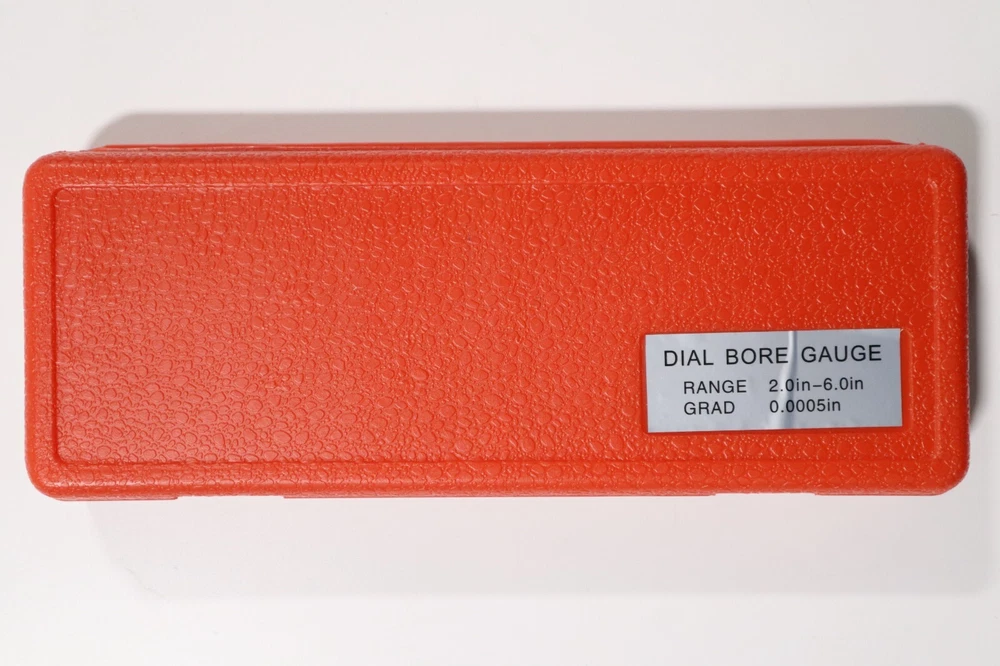 DIAL BORE GAUGE
RANGE 2.0in–6.0in
GRAD 0.0005in